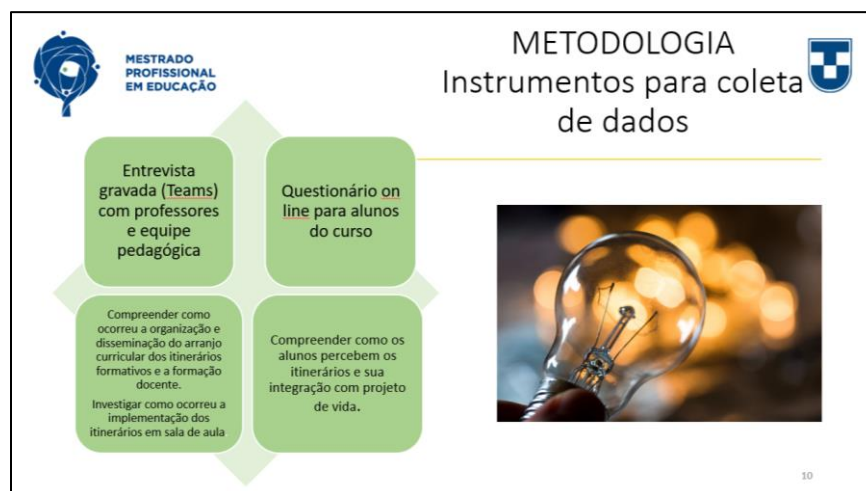 MESTRADO
PROFISSIONAL
EM EDUCAÇÃO
METODOLOGIA
Instrumentos para coleta
de dados
Entrevista
gravada (Teams)
com professores
e equipe
pedagógica
Questionário on
line para alunos
do curso
Compreender como
ocorreu a organização e
disseminação do arranjo
curricular dos itinerários
formativos e a formação
docente.
Investigar como ocorreu a
implementação dos
itinerários em sala de aula
Compreender como os
alunos percebem os
itinerários e sua
integração com projeto
de vida.
10